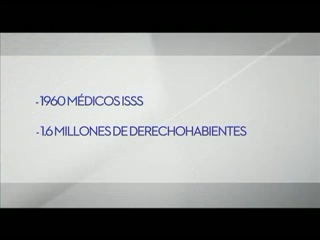 - 1960 MÉDICOS ISSS
- 1.6 MILLONES DE DERECHOHABIENTES